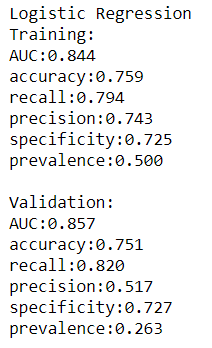 Logistic Regression
Training:
AUC:0.844
accuracy:0.759
recall:0.794
precision:0.743
specificity:0.725
prevalence:0.500

Validation:
AUC:0.857
accuracy:0.751
recall:0.820
precision:0.517
specificity:0.727
prevalence:0.263